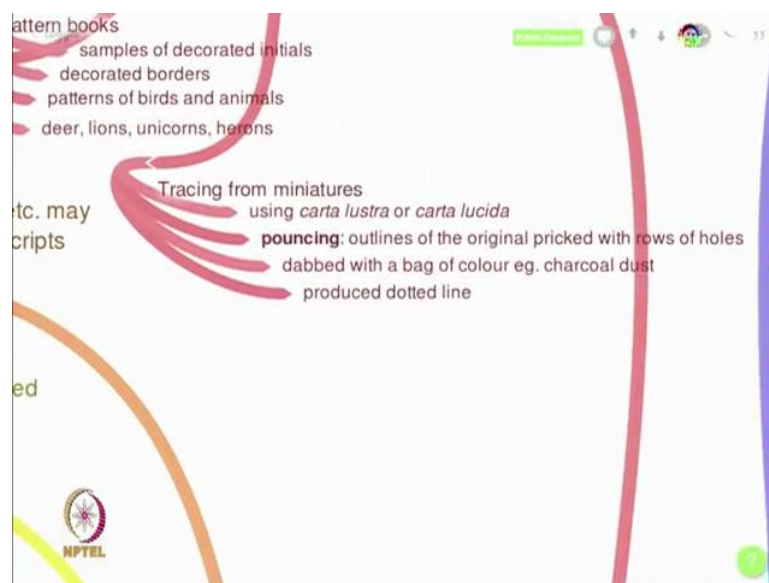 attern books
samples of decorated initials
decorated borders
patterns of birds and animals
deer, lions, unicorns, herons
Tracing from miniatures
etc. may
using carta lustra or carta lucida
cripts
pouncing: outlines of the original pricked with rows of holes
dabbed with a bag of colour eg. charcoal dust
produced dotted line
ed
NPTEL
?